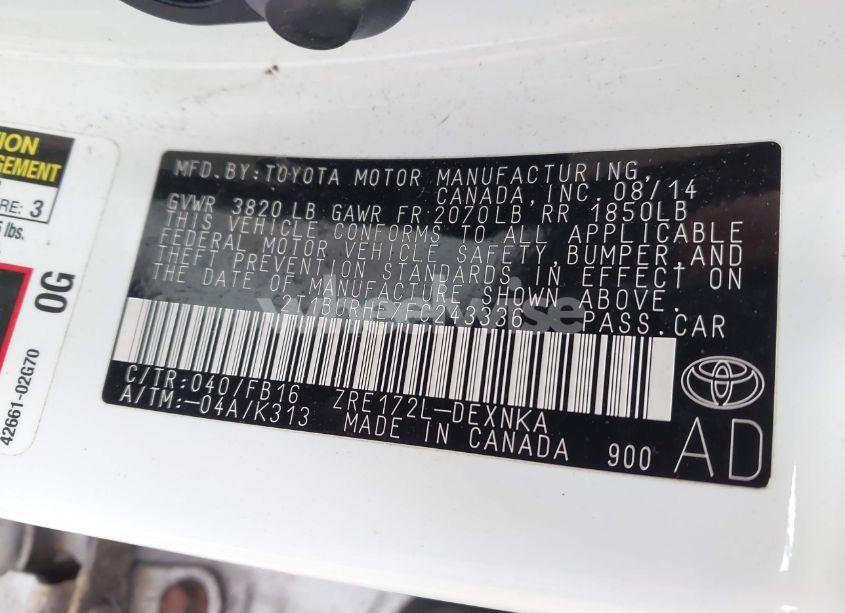 TION
GEMENT
RE: 3
5 lbs.
0G
42661-02G70
MFD. BY: TOYOTA MOTOR MANUFACTURING,
CANADA, INC. 08/14
GVWR 3820 LB GAWR FR 2070LB RR 1850LB
THIS VEHICLE CONFORMS TO ALL APPLICABLE
FEDERAL MOTOR VEHICLE SAFETY, BUMPER, AND
THEFT PREVENTION STANDARDS IN EFFECT ON
THE DATE OF MANUFACTURE SHOWN ABOVE.
PASS. CAR
C/TR: 040/FB16 ZRE172L-DEXNKA
A/TM: -04A/K313 MADE IN CANADA 900
AD